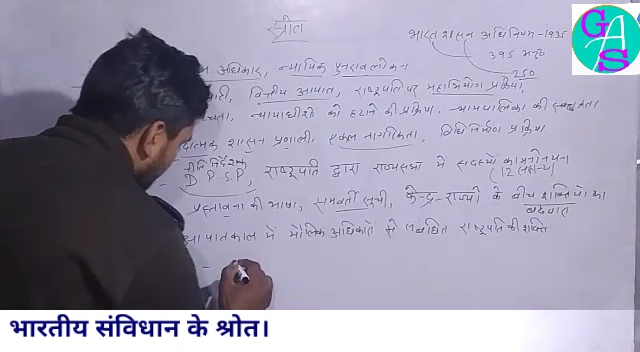 स्रोत
भारत शासन अधिनियम-1935
395 अनु०
250
अधिकार, न्यायिक पुनरावलोकन
वित्तीय आपात, राष्ट्रपति पर महाभियोग प्रक्रिया,
न्यायाधीशों को हटाने की प्रक्रिया. न्यायपालिका की स्वतंत्रता
शासन प्रणाली. एकल नागरिकता, विधि निर्माण प्रक्रिया
नीति निर्देशक
D.P.S.P, राष्ट्रपति द्वारा राज्यसभा में सदस्यों का मनोनयन
(12 सदस्य)
प्रस्तावना की भाषा, समवर्ती सूची, केन्द्र-राज्यों के बीच शक्तियों का
बटवारा
आपातकाल में मौलिक अधिकारों से संबंधित राष्ट्रपति की शक्ति
GAS
भारतीय संविधान के श्रोत।